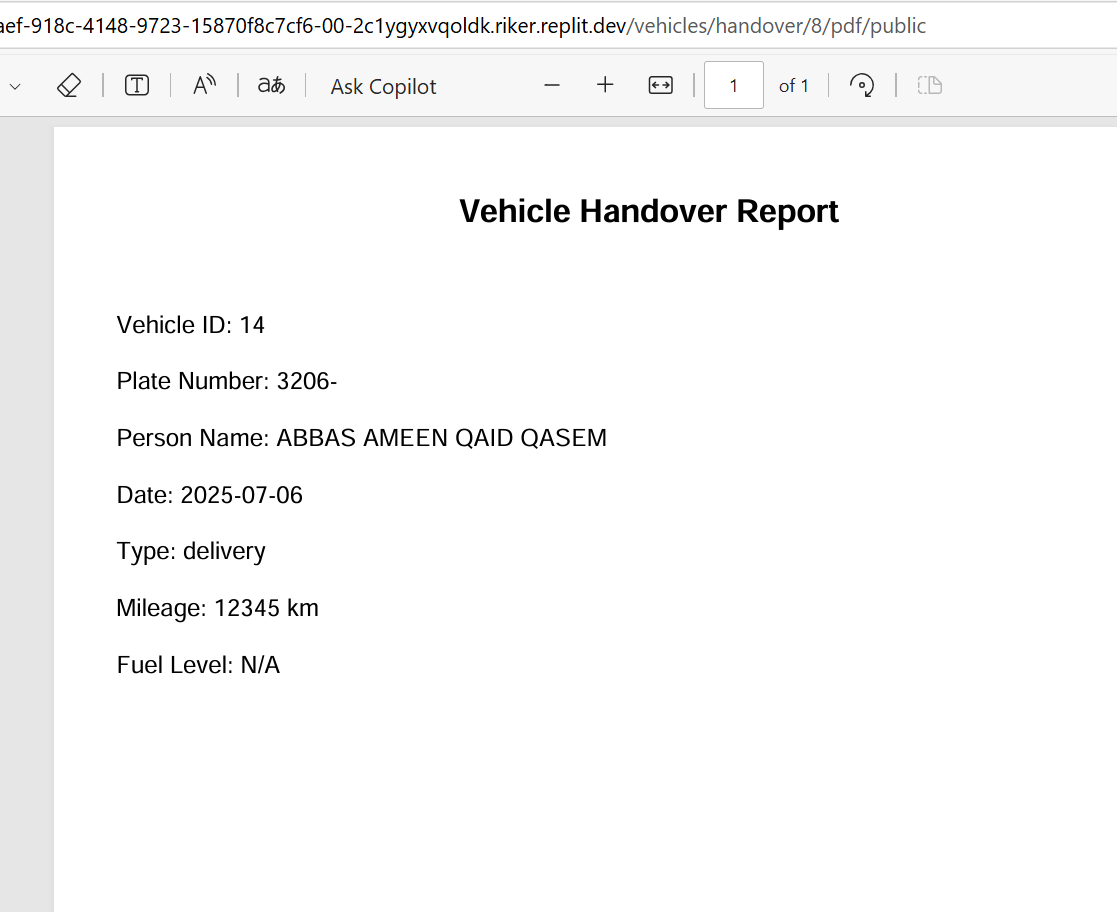 aef-918c-4148-9723-15870f8c7cf6-00-2c1ygyxvqoldk.riker.replit.dev/vehicles/handover/8/pdf/public
T A aあ Ask Copilot 1 of 1
Vehicle Handover Report
Vehicle ID: 14
Plate Number: 3206-
Person Name: ABBAS AMEEN QAID QASEM
Date: 2025-07-06
Type: delivery
Mileage: 12345 km
Fuel Level: N/A